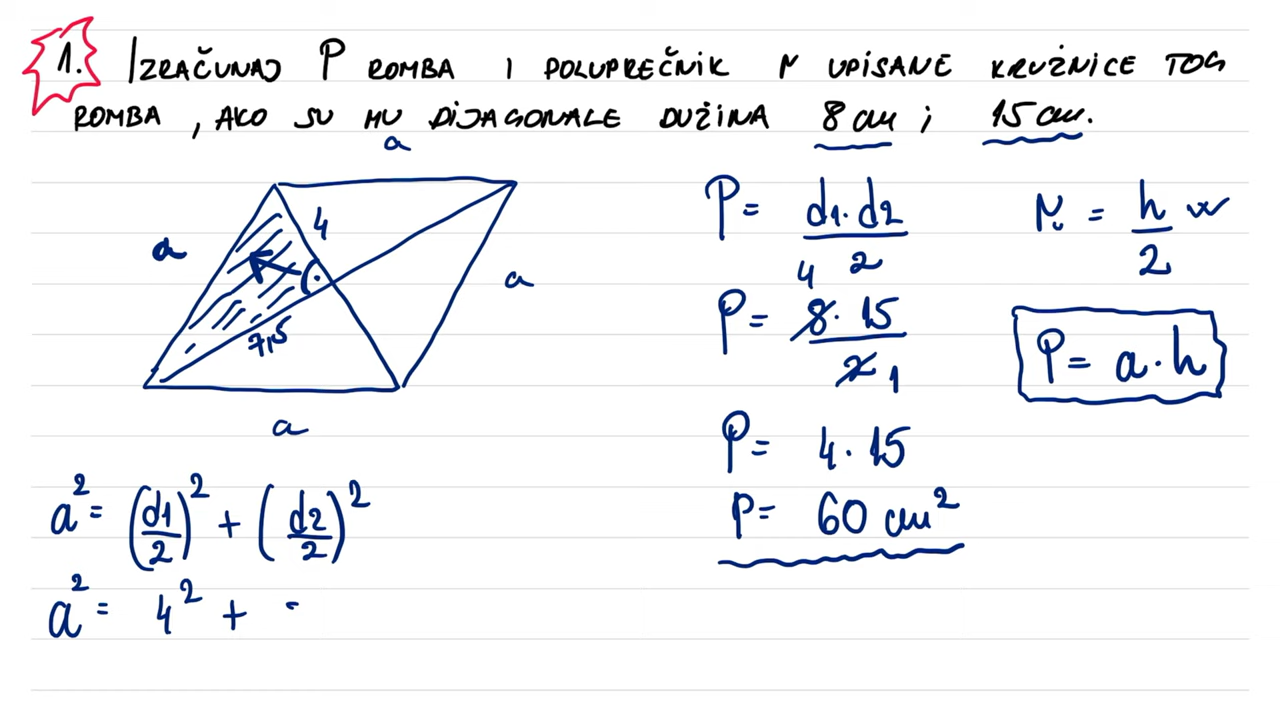 1. IZRAČUNAJ P ROMBA I POLUPREČNIK r UPISANE KRUŽNICE TOG
ROMBA, AKO SU MU DIJAGONALE DUŽINA 8 cm i 15 cm.
a
4
a
a
7,5
a
a² = (d1/2)² + (d2/2)²
a² = 4² +
P = d1·d2/2
4
P = 8·15/2 1
P = 4·15
P = 60 cm²
r = h/2
P = a·h